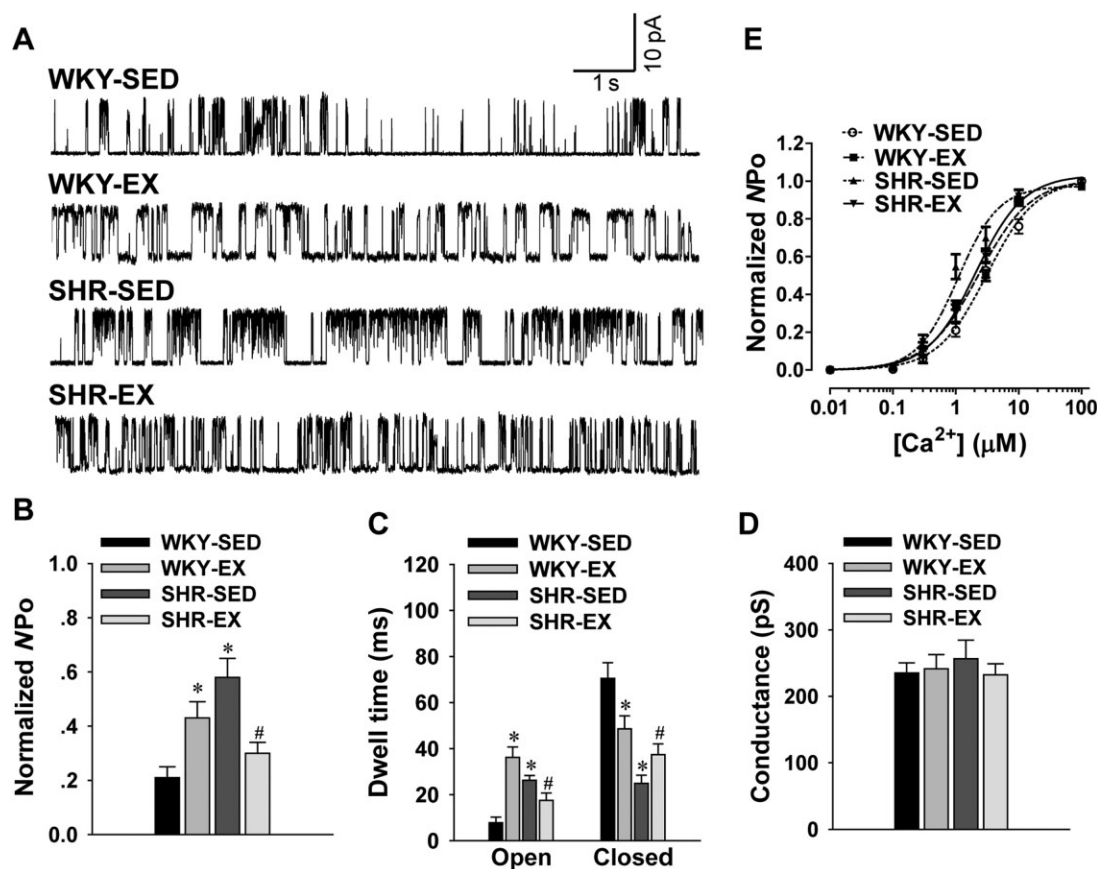 A
10 pA
1 s
WKY-SED
WKY-EX
SHR-SED
SHR-EX
E
WKY-SED
WKY-EX
SHR-SED
SHR-EX
1.2
1.0
0.8
0.6
0.4
0.2
0.0
Normalized NPo
0.01 0.1 1 10 100
[Ca²⁺] (μM)
B
WKY-SED
WKY-EX
SHR-SED
SHR-EX
1.0
.8
.6
.4
.2
0.0
Normalized NPo
* * #
C
WKY-SED
WKY-EX
SHR-SED
SHR-EX
120
100
80
60
40
20
0
Dwell time (ms)
* * # * * #
Open Closed
D
WKY-SED
WKY-EX
SHR-SED
SHR-EX
400
300
200
100
0
Conductance (pS)